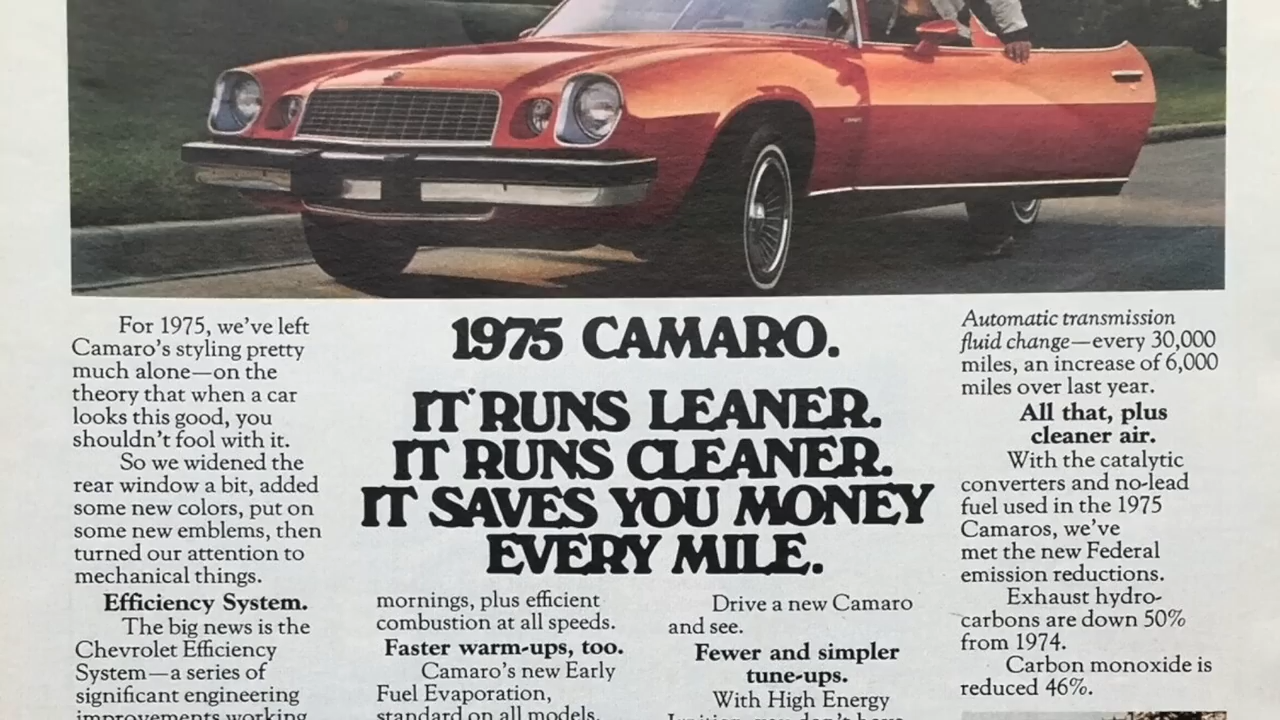 For 1975, we've left
Camaro's styling pretty
much alone—on the
theory that when a car
looks this good, you
shouldn't fool with it.
So we widened the
rear window a bit, added
some new colors, put on
some new emblems, then
turned our attention to
mechanical things.
Efficiency System.
The big news is the
Chevrolet Efficiency
System—a series of
significant engineering
improvements working
1975 CAMARO.
IT RUNS LEANER.
IT RUNS CLEANER.
IT SAVES YOU MONEY
EVERY MILE.
mornings, plus efficient
combustion at all speeds.
Faster warm-ups, too.
Camaro's new Early
Fuel Evaporation,
standard on all models,
Drive a new Camaro
and see.
Fewer and simpler
tune-ups.
With High Energy
Ignition, you don't have
Automatic transmission
fluid change—every 30,000
miles, an increase of 6,000
miles over last year.
All that, plus
cleaner air.
With the catalytic
converters and no-lead
fuel used in the 1975
Camaros, we've
met the new Federal
emission reductions.
Exhaust hydro-
carbons are down 50%
from 1974.
Carbon monoxide is
reduced 46%.